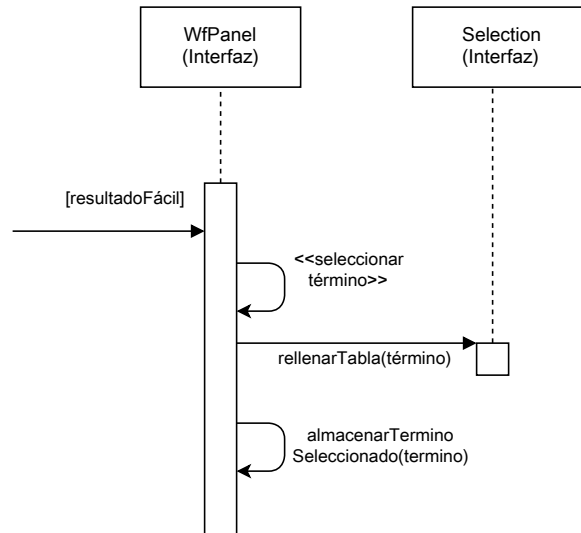 WfPanel
(Interfaz)
Selection
(Interfaz)
[resultadoFácil]
<<seleccionar
término>>
rellenarTabla(término)
almacenarTermino
Seleccionado(termino)